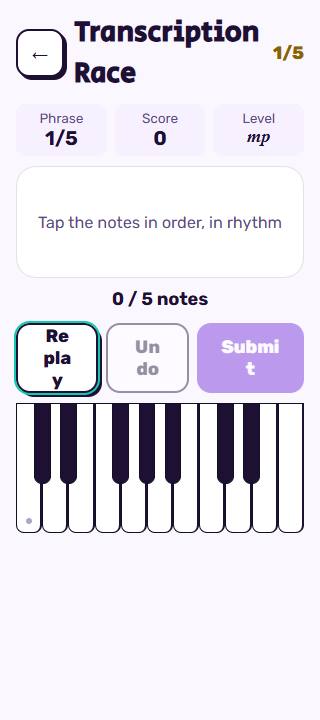 ←
Transcription
Race
1/5
Phrase
1/5
Score
0
Level
mp
Tap the notes in order, in rhythm
0 / 5 notes
Re
pla
y
Un
do
Submi
t